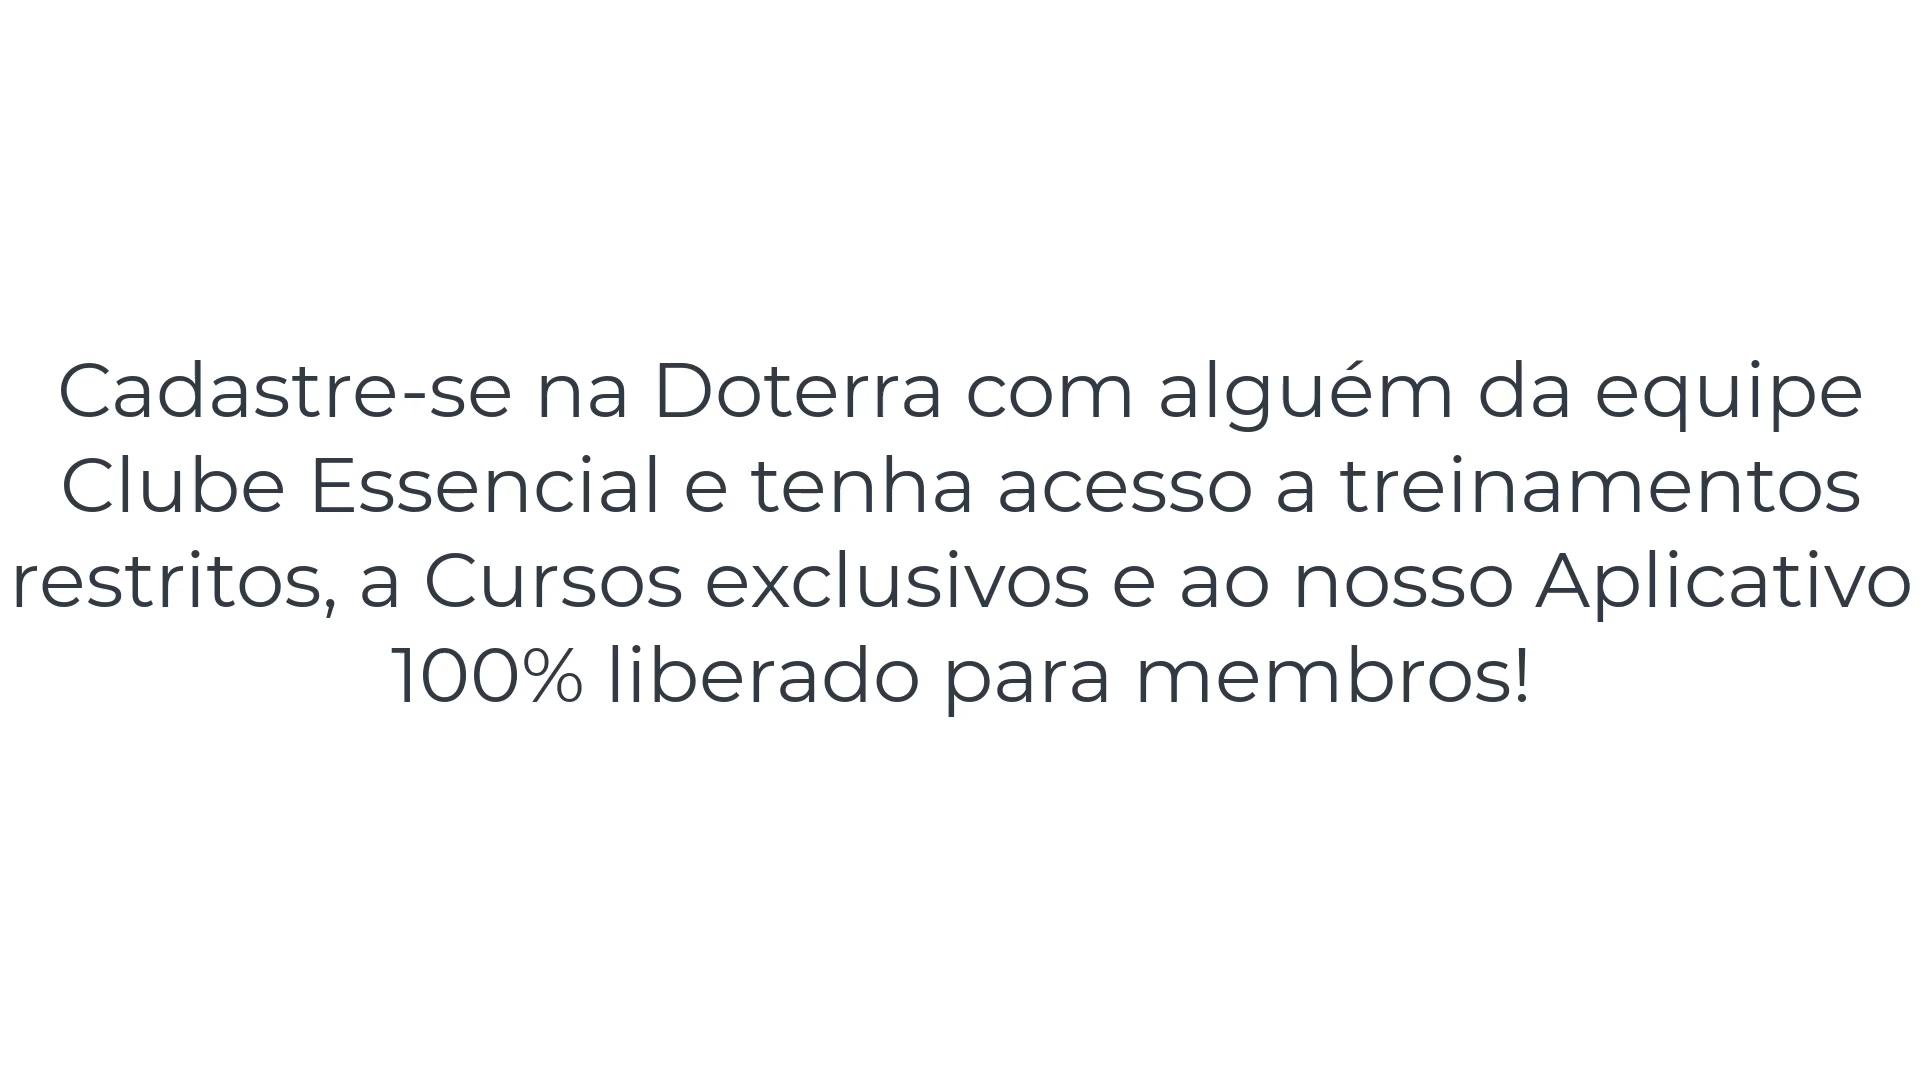 Cadastre-se na Doterra com alguém da equipe
Clube Essencial e tenha acesso a treinamentos
restritos, a Cursos exclusivos e ao nosso Aplicativo
100% liberado para membros!